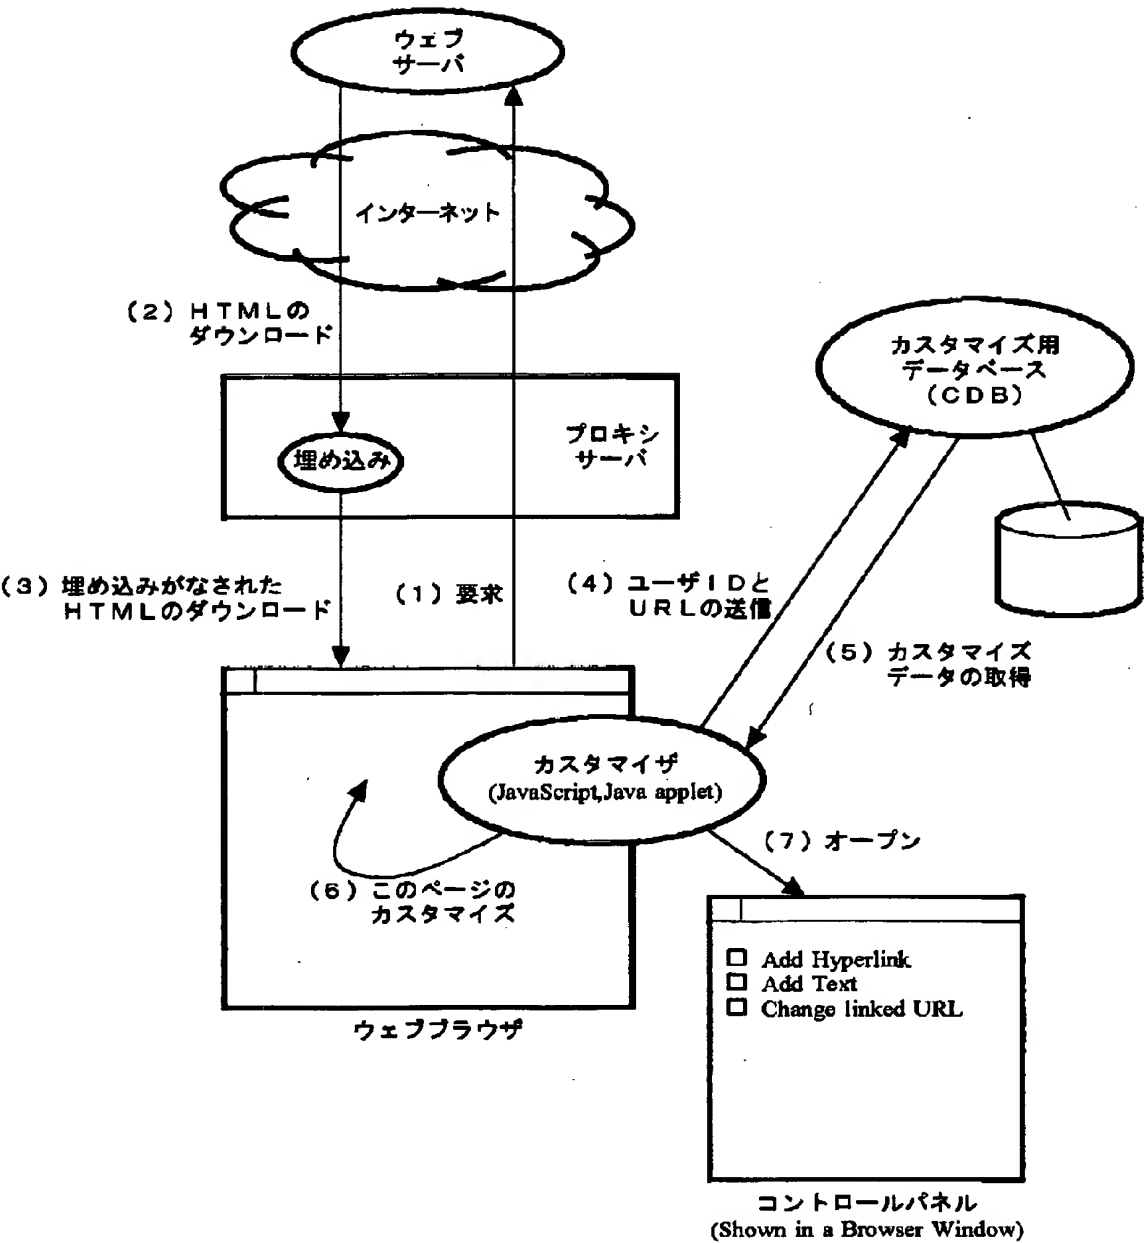 ウェブ
サーバ
インターネット
(2) HTMLの
ダウンロード
カスタマイズ用
データベース
(CDB)
プロキシ
サーバ
埋め込み
(3) 埋め込みがなされた
HTMLのダウンロード
(1) 要求
(4) ユーザIDと
URLの送信
(5) カスタマイズ
データの取得
カスタマイザ
(JavaScript,Java applet)
(7) オープン
(6) このページの
カスタマイズ
Add Hyperlink
Add Text
Change linked URL
ウェブブラウザ
コントロールパネル
(Shown in a Browser Window)